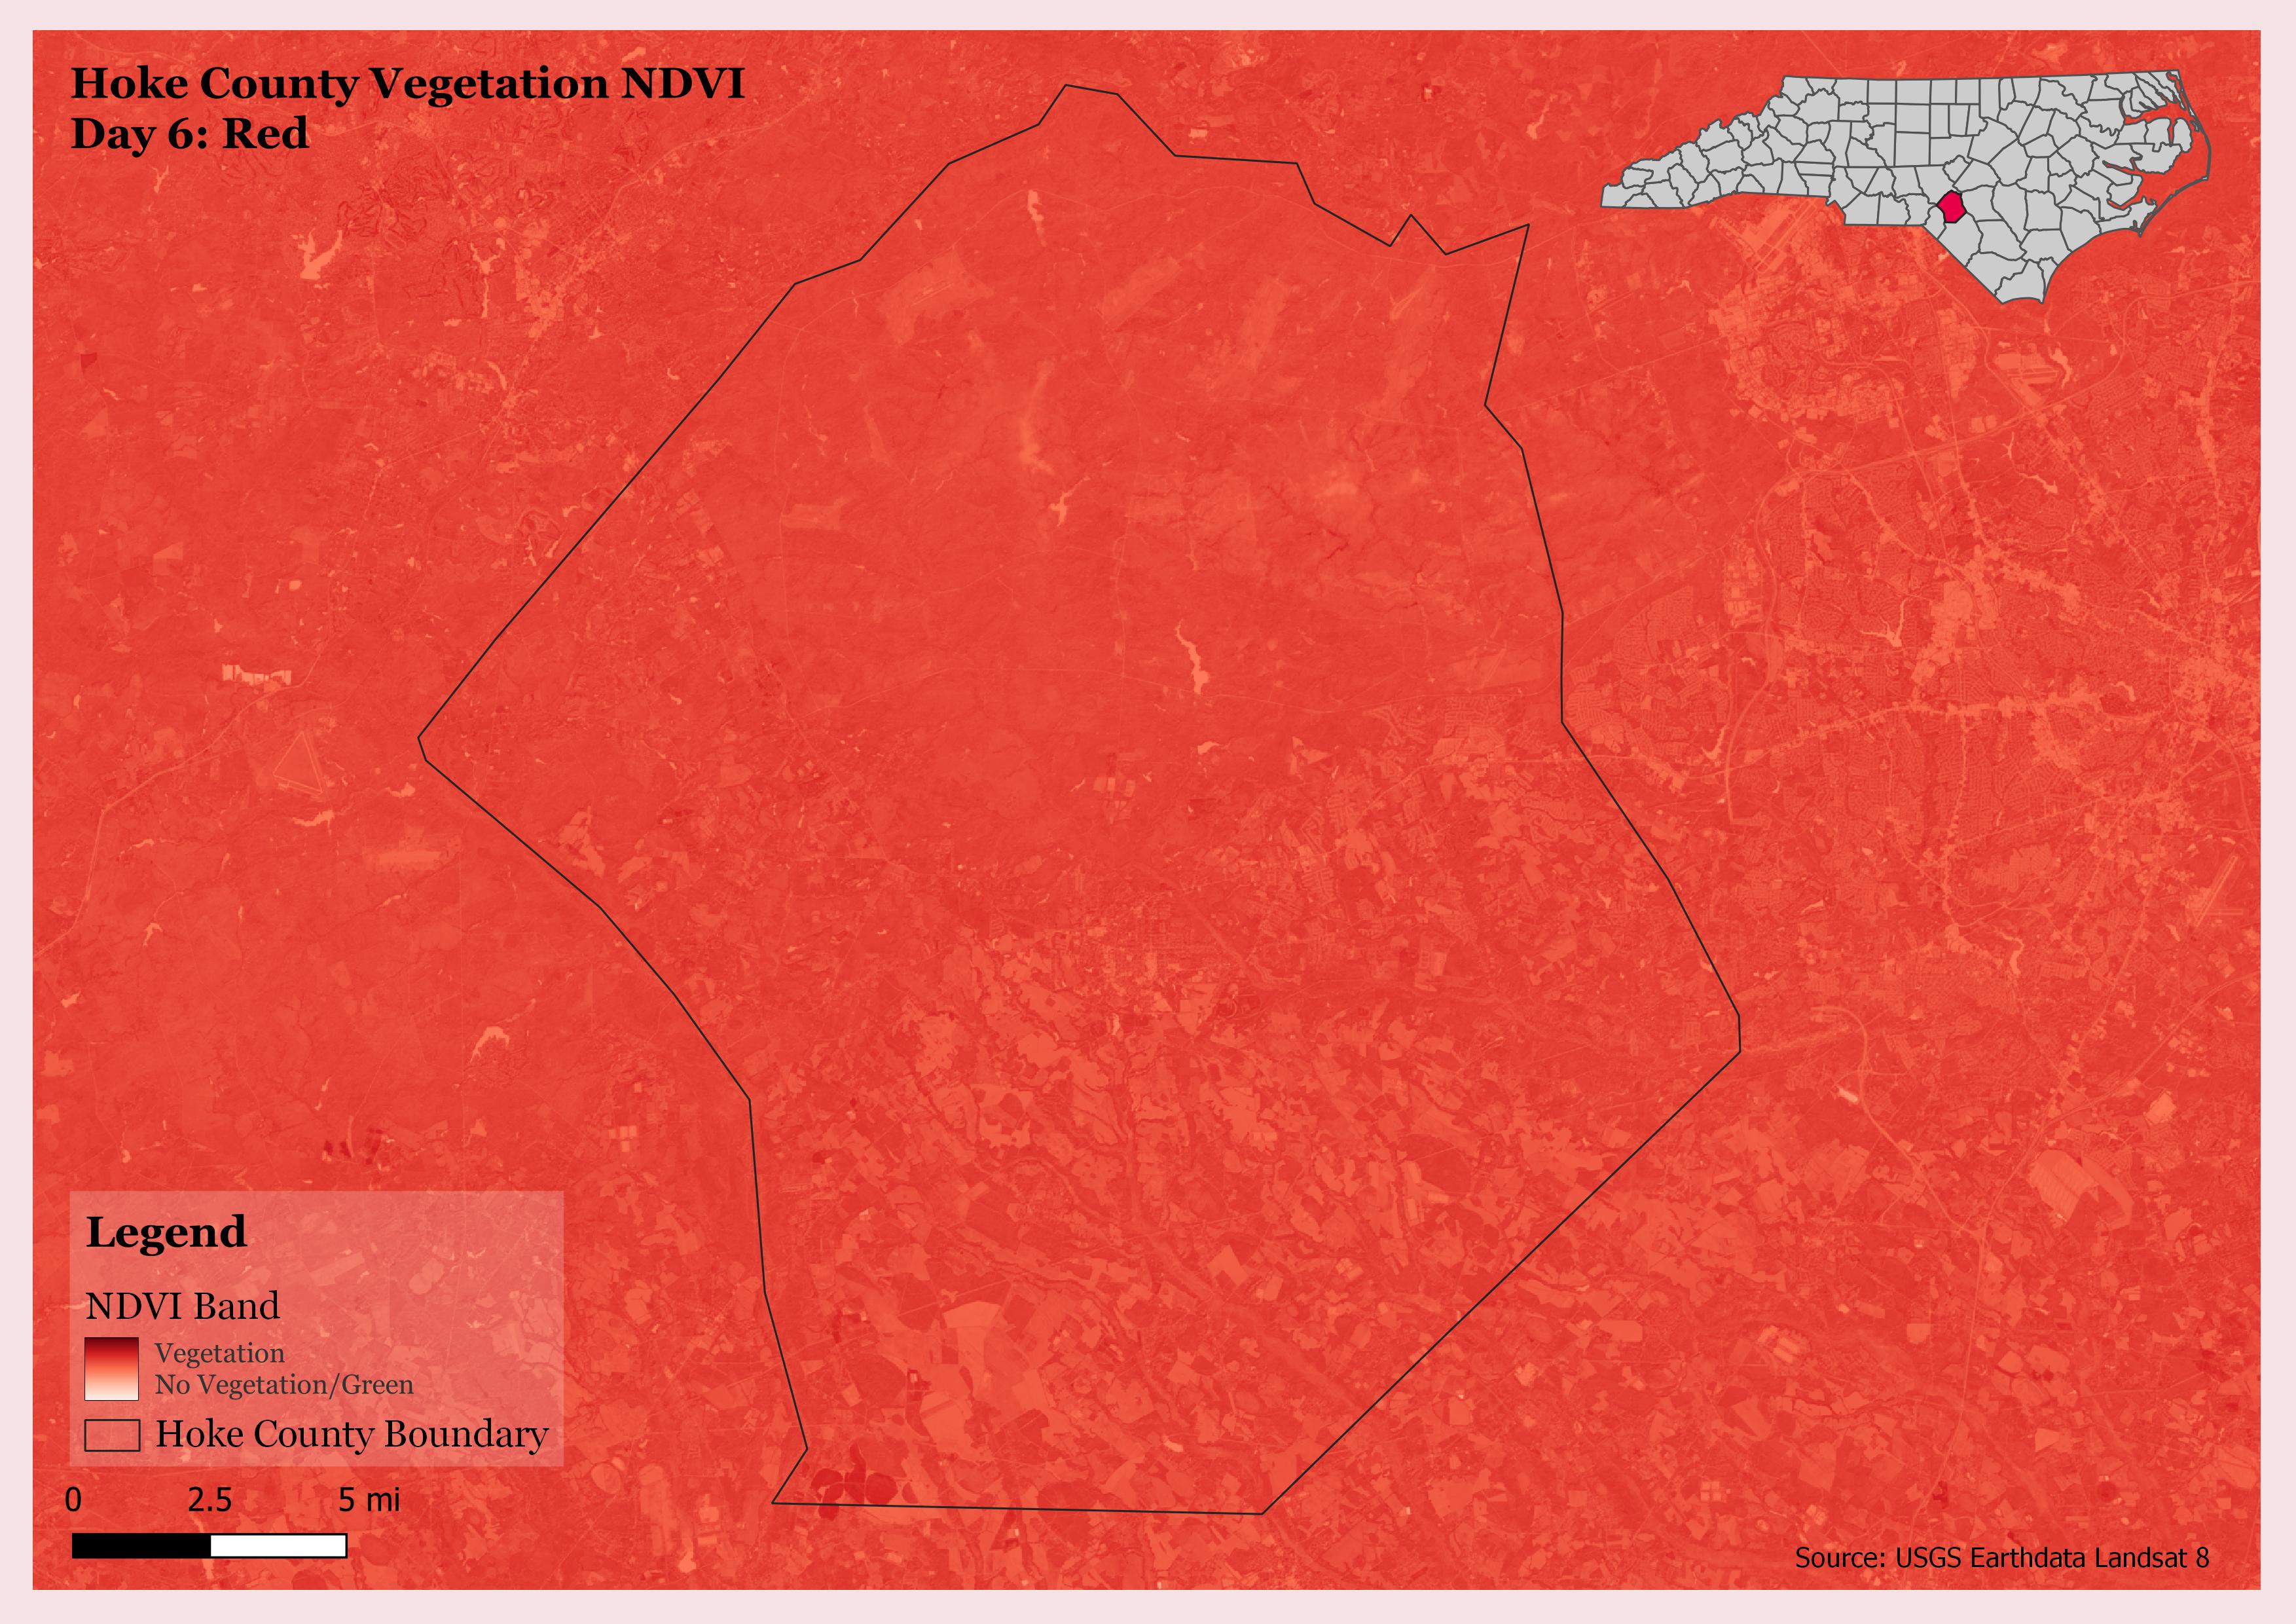 Hoke County Vegetation NDVI
Day 6: Red
Legend
NDVI Band
Vegetation
No Vegetation/Green
Hoke County Boundary
0 2.5 5 mi
Source: USGS Earthdata Landsat 8